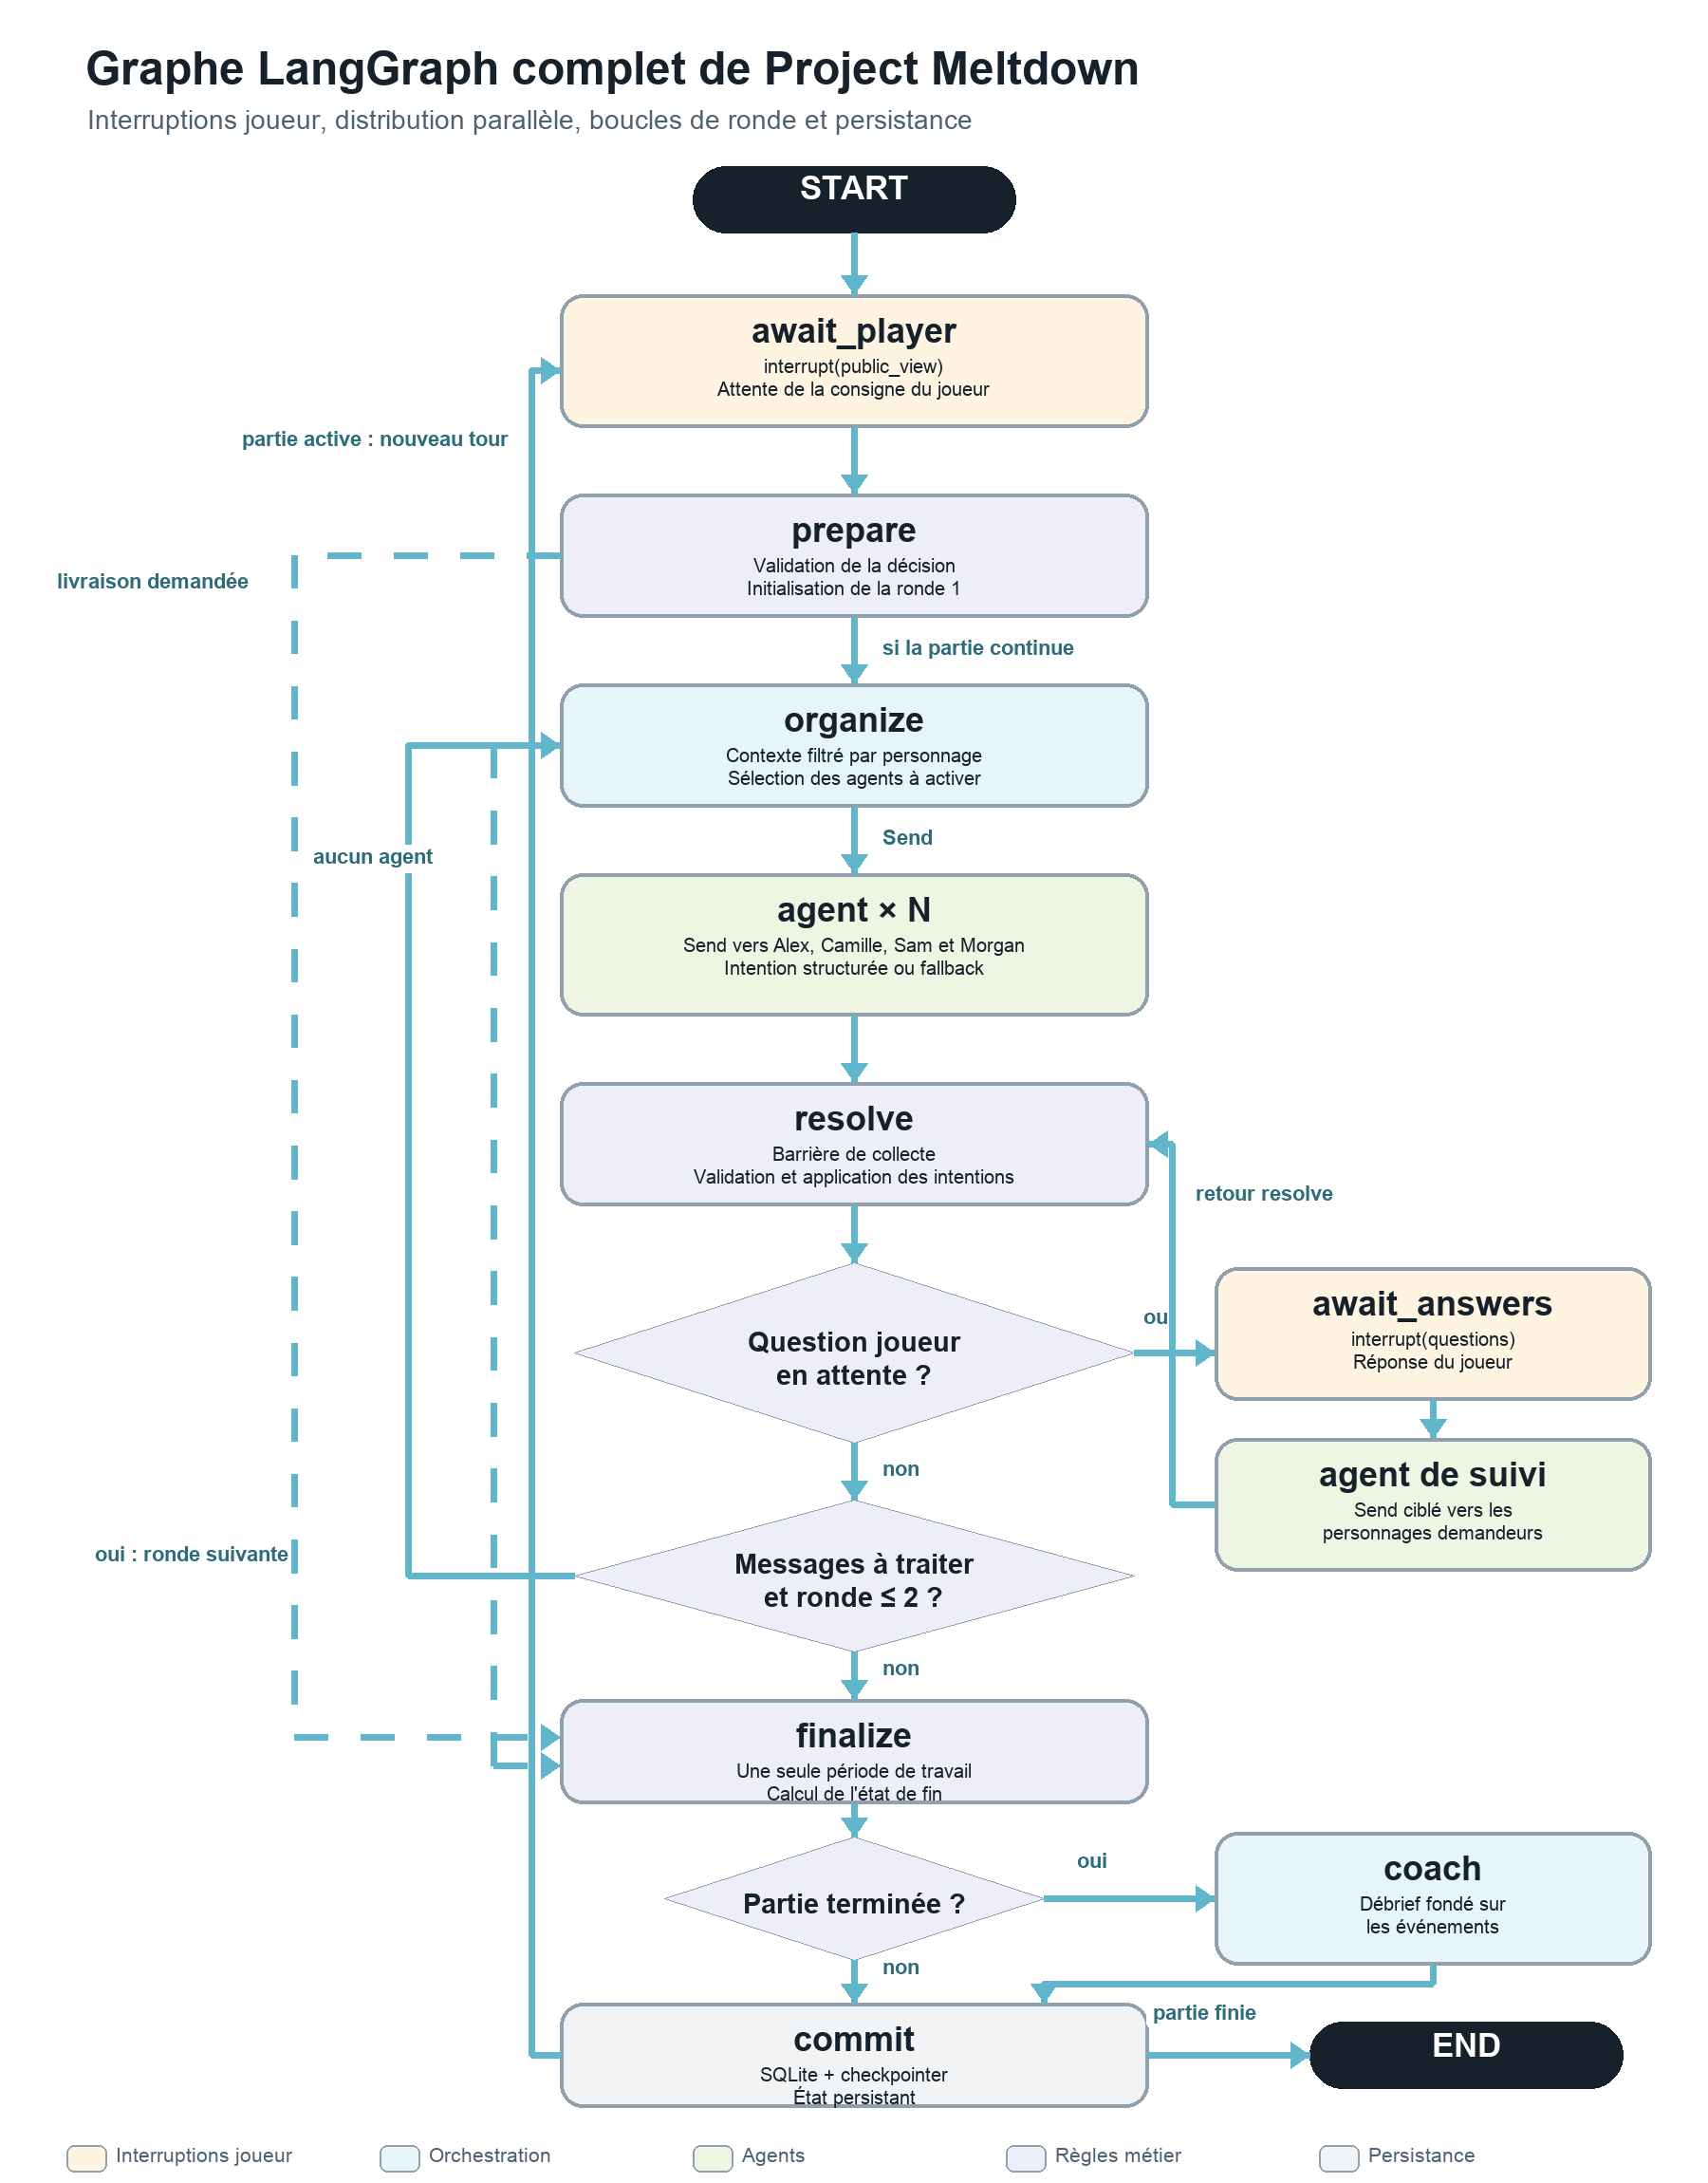 Graphe LangGraph complet de Project Meltdown
Interruptions joueur, distribution parallèle, boucles de ronde et persistance
START
await_player
interrupt(public_view)
Attente de la consigne du joueur
partie active : nouveau tour
prepare
Validation de la décision
Initialisation de la ronde 1
livraison demandée
si la partie continue
organize
Contexte filtré par personnage
Sélection des agents à activer
Send
aucun agent
agent × N
Send vers Alex, Camille, Sam et Morgan
Intention structurée ou fallback
resolve
Barrière de collecte
Validation et application des intentions
retour resolve
Question joueur
en attente ?
ou
await_answers
interrupt(questions)
Réponse du joueur
non
agent de suivi
Send ciblé vers les
personnages demandeurs
oui : ronde suivante
Messages à traiter
et ronde ≤ 2 ?
non
finalize
Une seule période de travail
Calcul de l'état de fin
Partie terminée ?
oui
coach
Débrief fondé sur
les événements
non
partie finie
commit
SQLite + checkpointer
État persistant
END
Interruptions joueur
Orchestration
Agents
Règles métier
Persistance